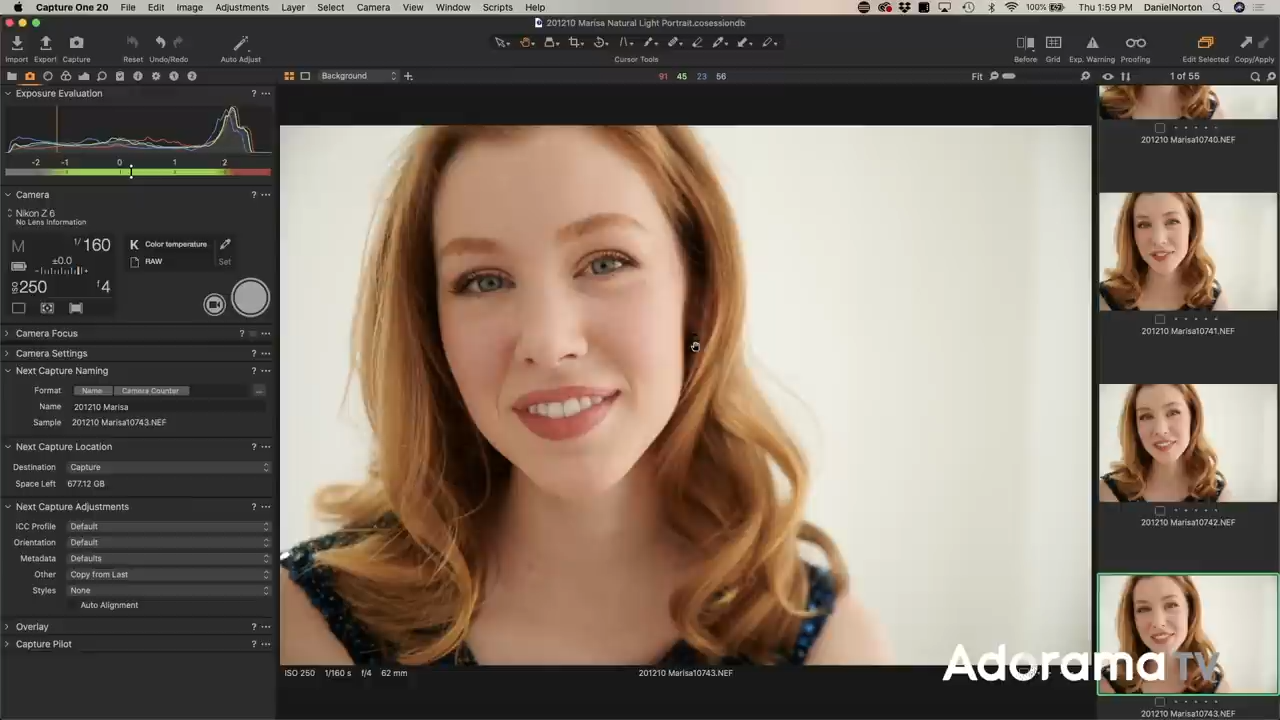 Capture One 20 File Edit Image Adjustments Layer Select Camera View Window Scripts Help 100% Thu 1:59 PM DanielNorton
201210 Marisa Natural Light Portrait.cosessiondb
Import Export Capture Reset Undo/Redo Auto Adjust Cursor Tools Before Grid Exp. Warning Proofing Edit Selected Copy/Apply
Background 91 45 23 56 Fit 1 of 55
Exposure Evaluation ? ...
-2 -1 0 1 2
Camera ? ...
Nikon Z 6
No Lens Information
M 1/ 160 K Color temperature
±0.0 RAW Set
ISO 250 f 4
Camera Focus ? ...
Camera Settings ? ...
Next Capture Naming ? ...
Format Name Camera Counter ...
Name 201210 Marisa
Sample 201210 Marisa10743.NEF
Next Capture Location ? ...
Destination Capture
Space Left 677.12 GB
Next Capture Adjustments ? ...
ICC Profile Default
Orientation Default
Metadata Defaults
Other Copy from Last
Styles None
Auto Alignment
Overlay ? ...
Capture Pilot ? ...
ISO 250 1/160 s f/4 62 mm 201210 Marisa10743.NEF
201210 Marisa10740.NEF
201210 Marisa10741.NEF
201210 Marisa10742.NEF
201210 Marisa10743.NEF
AdoramaTV